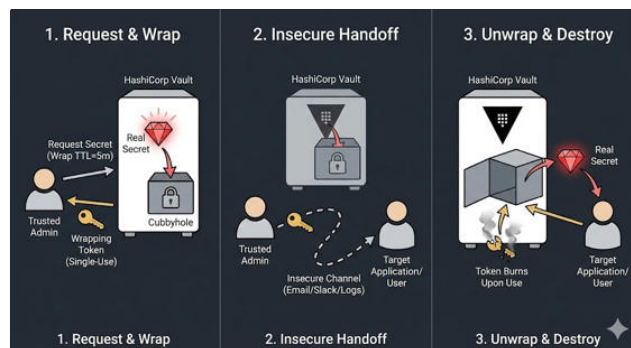 1. Request & Wrap
HashiCorp Vault
Request Secret
(Wrap TTL=5m)
Real
Secret
Trusted
Admin
Wrapping
Token
(Single-Use)
Cubbyhole
1. Request & Wrap
2. Insecure Handoff
HashiCorp Vault
Trusted
Admin
Insecure Channel
(Email/Slack/Logs)
Target
Application/
User
2. Insecure Handoff
3. Unwrap & Destroy
HashiCorp Vault
Real
Secret
Token Burns
Upon Use
Target
Application/
User
3. Unwrap & Destroy